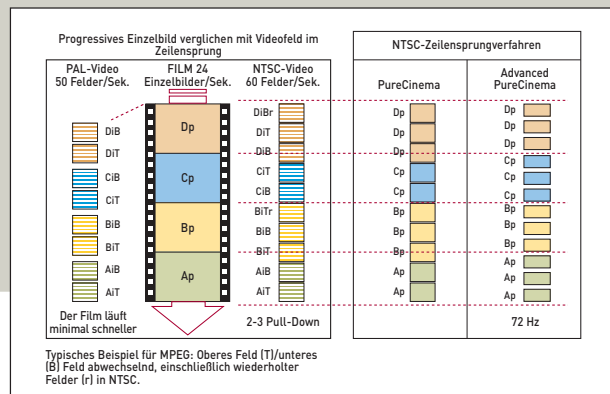 Progressives Einzelbild verglichen mit Videofeld im
Zeilensprung
PAL-Video
50 Felder/Sek.
FILM 24
Einzelbilder/Sek.
NTSC-Video
60 Felder/Sek.
DiB
DiT
CiB
CiT
BiB
BiT
AiB
AiT
Dp
Cp
Bp
Ap
DiBr
DiT
DiB
CiT
CiB
BiTr
BiB
BiT
AiB
AiT
Der Film läuft
minimal schneller
2-3 Pull-Down
NTSC-Zeilensprungverfahren
PureCinema
Advanced
PureCinema
Dp
Dp
Dp
Cp
Cp
Bp
Bp
Bp
Ap
Ap
Dp
Dp
Dp
Cp
Cp
Cp
Bp
Bp
Bp
Ap
Ap
Ap
72 Hz
Typisches Beispiel für MPEG: Oberes Feld (T)/unteres
(B) Feld abwechselnd, einschließlich wiederholter
Felder (r) in NTSC.